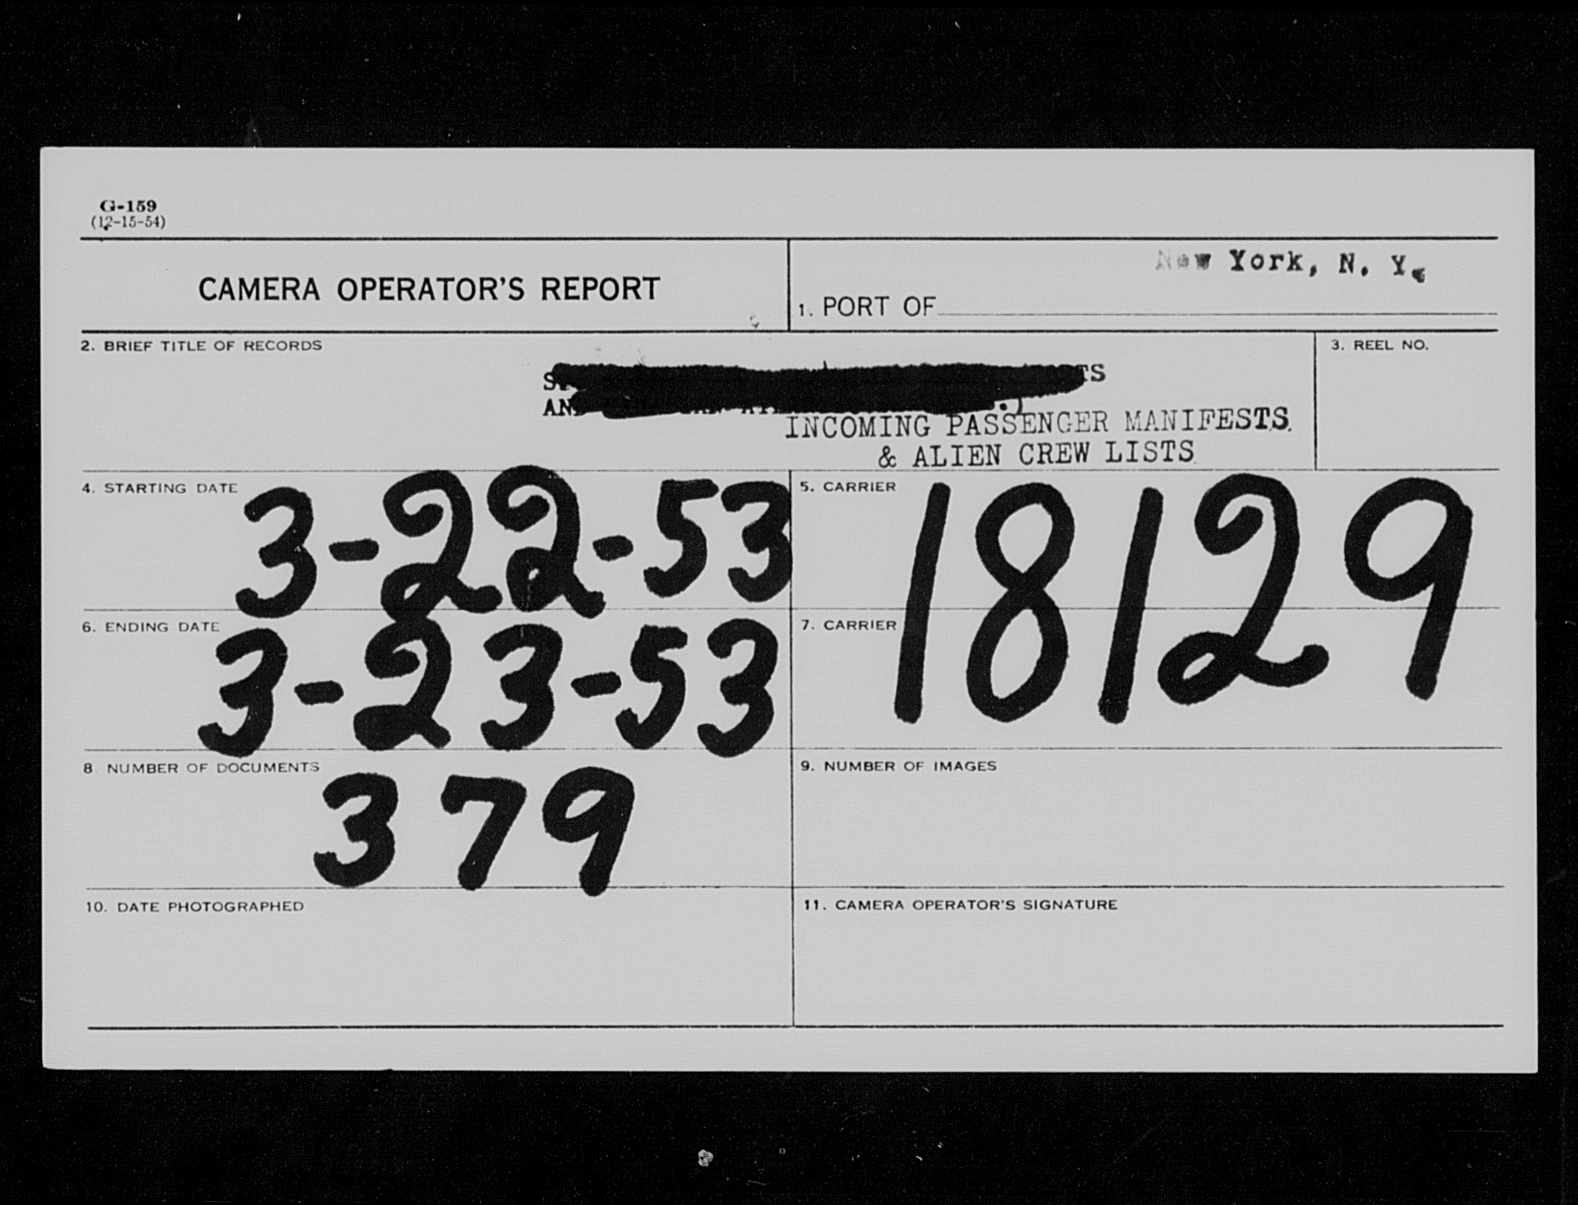 G-159
(12-15-54)
CAMERA OPERATOR'S REPORT
New York, N. Y.
1. PORT OF
2. BRIEF TITLE OF RECORDS
3. REEL NO.
INCOMING PASSENGER MANIFESTS.
& ALIEN CREW LISTS
4. STARTING DATE
3-22-53
5. CARRIER
18129
6. ENDING DATE
3-23-53
7. CARRIER
8 NUMBER OF DOCUMENTS
379
9. NUMBER OF IMAGES
10. DATE PHOTOGRAPHED
11. CAMERA OPERATOR'S SIGNATURE